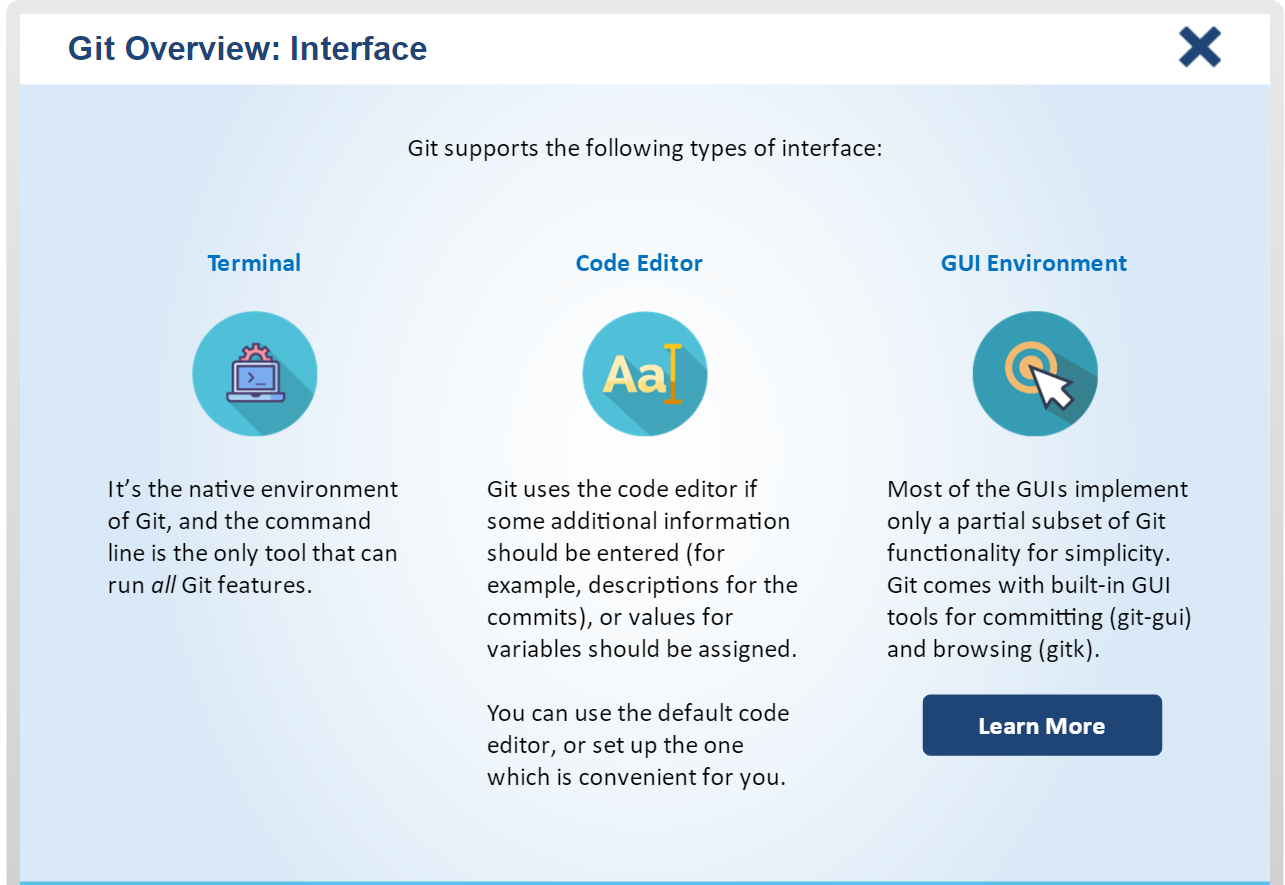 Git Overview: Interface
Git supports the following types of interface:
Terminal
It’s the native environment
of Git, and the command
line is the only tool that can
run all Git features.
Code Editor
Aa
Git uses the code editor if
some additional information
should be entered (for
example, descriptions for the
commits), or values for
variables should be assigned.
You can use the default code
editor, or set up the one
which is convenient for you.
GUI Environment
Most of the GUIs implement
only a partial subset of Git
functionality for simplicity.
Git comes with built-in GUI
tools for committing (git-gui)
and browsing (gitk).
Learn More